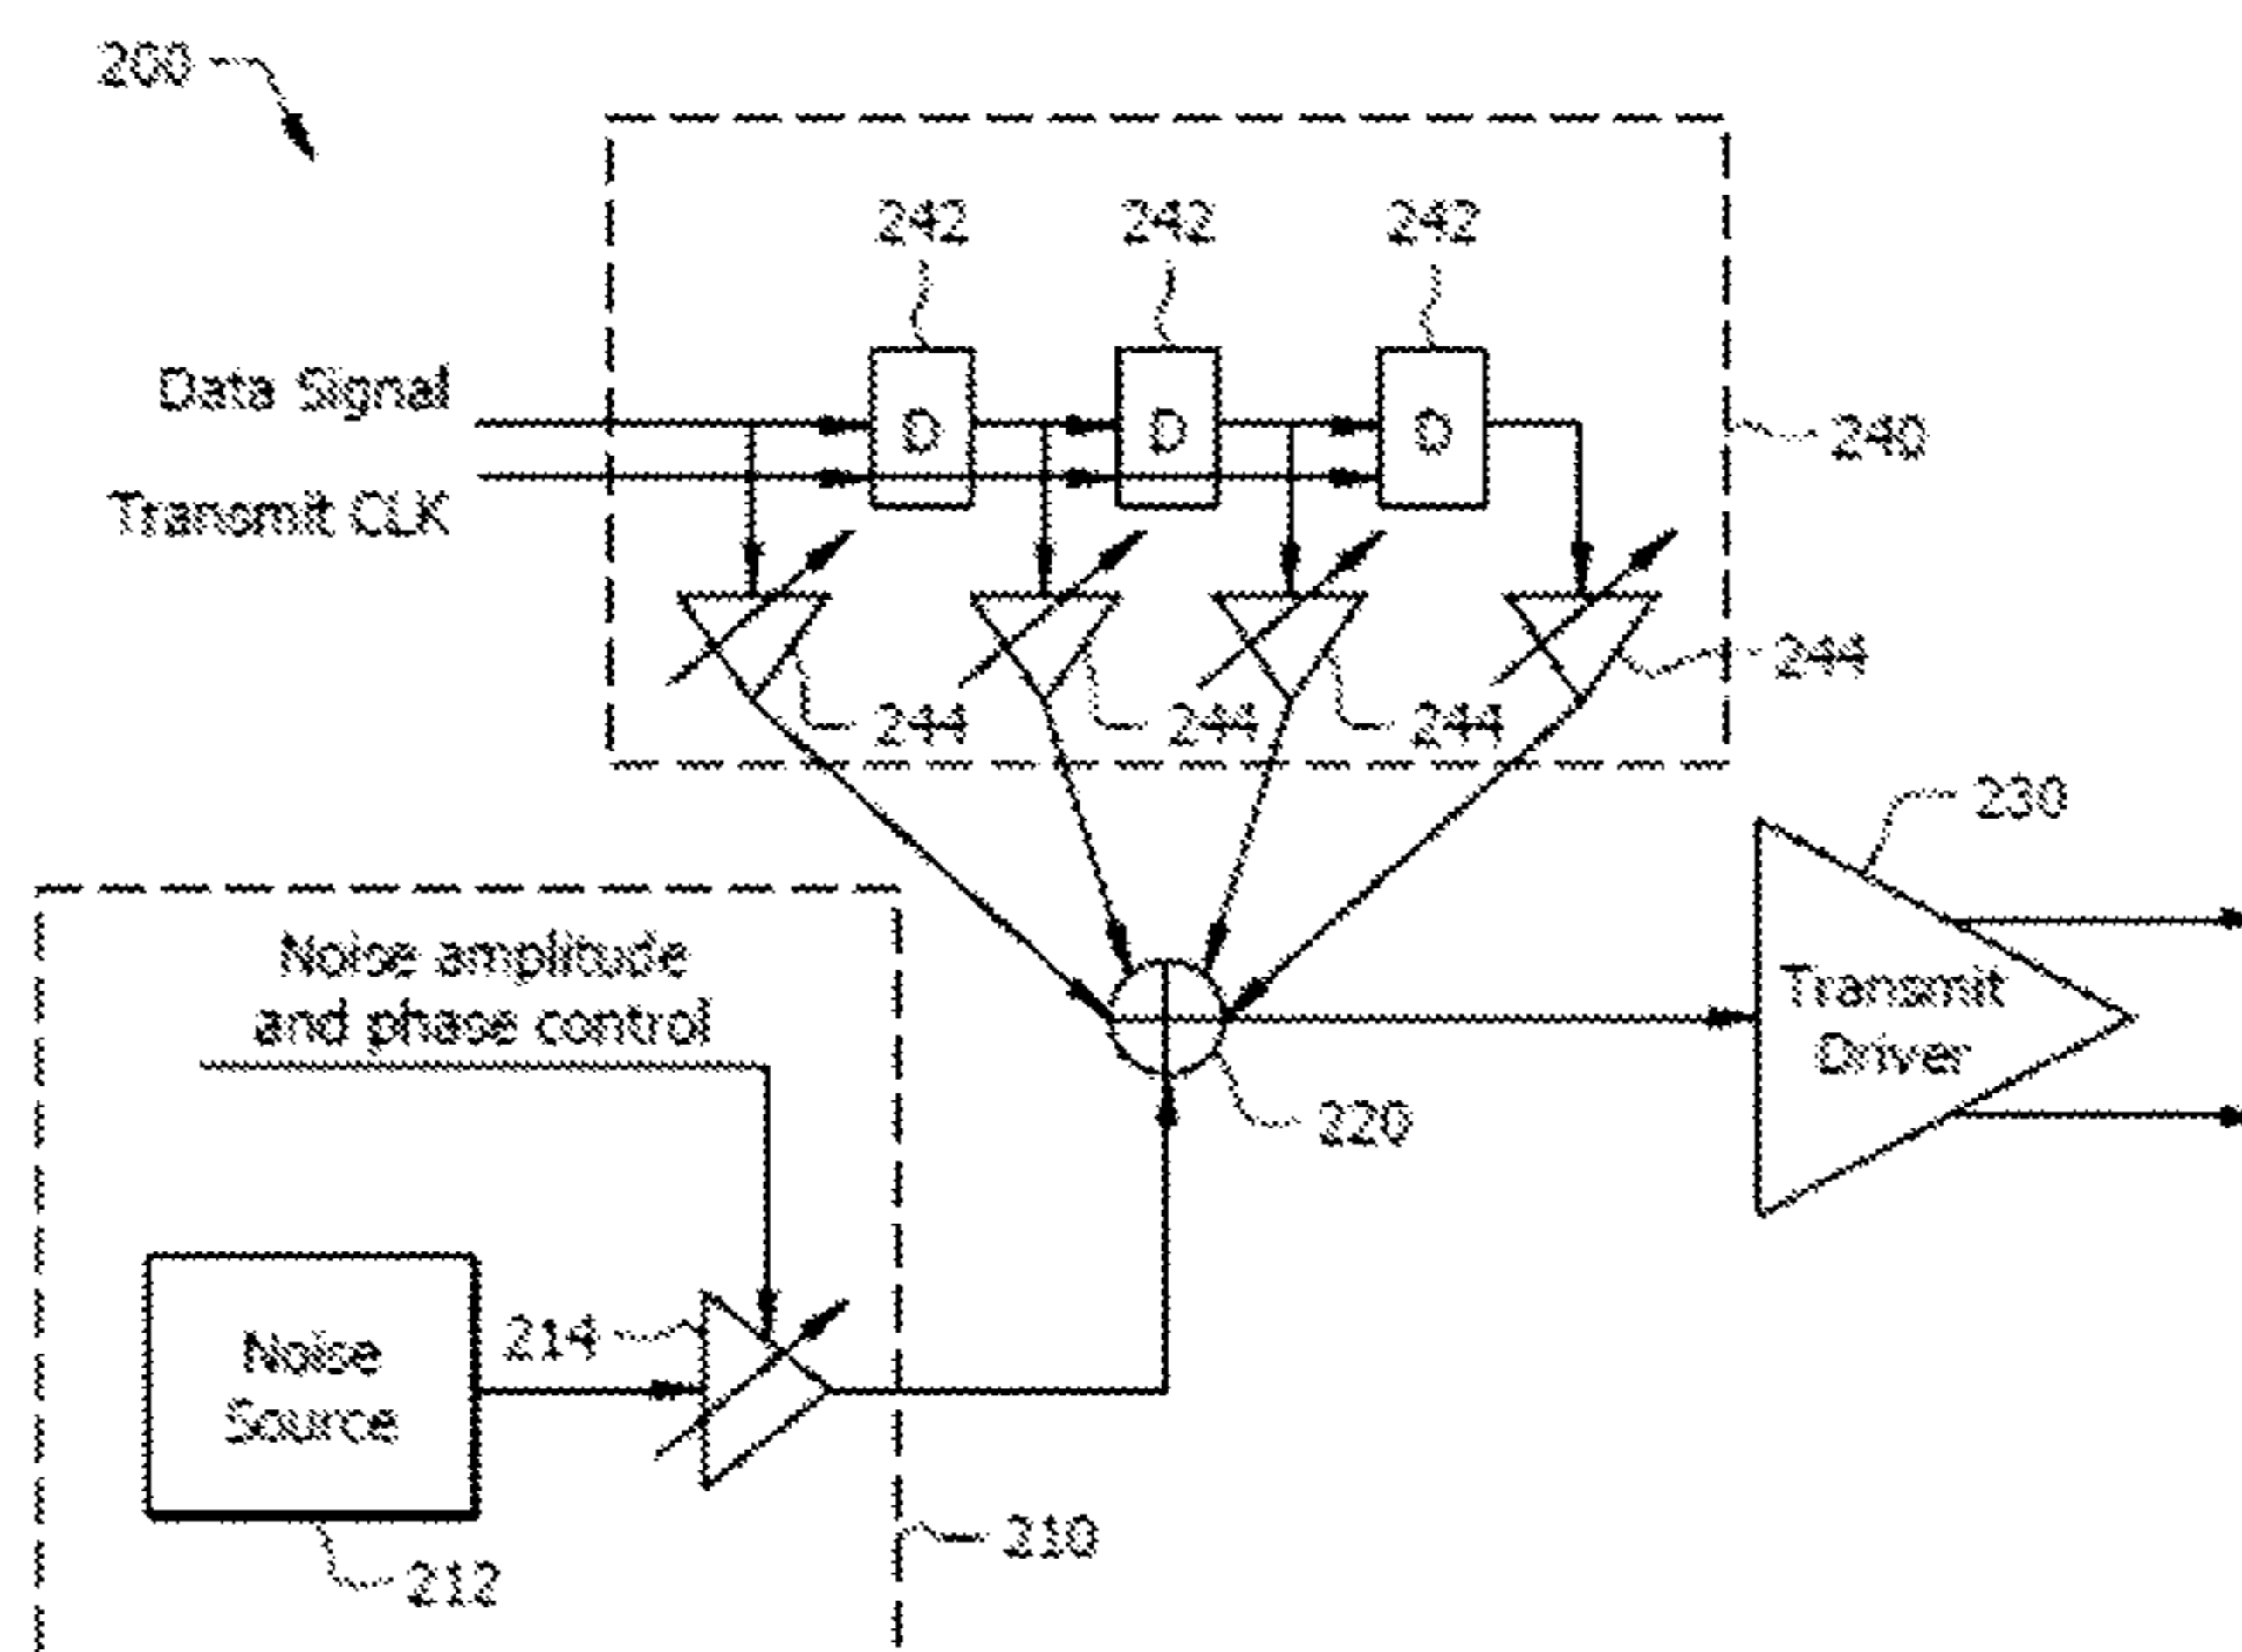 200
242 242 242
Data Signal
D D D
240
Transmit CLK
244
244 244 244
230
Noise amplitude
and phase control
Transmit
Driver
220
Noise
Source
214
210
212